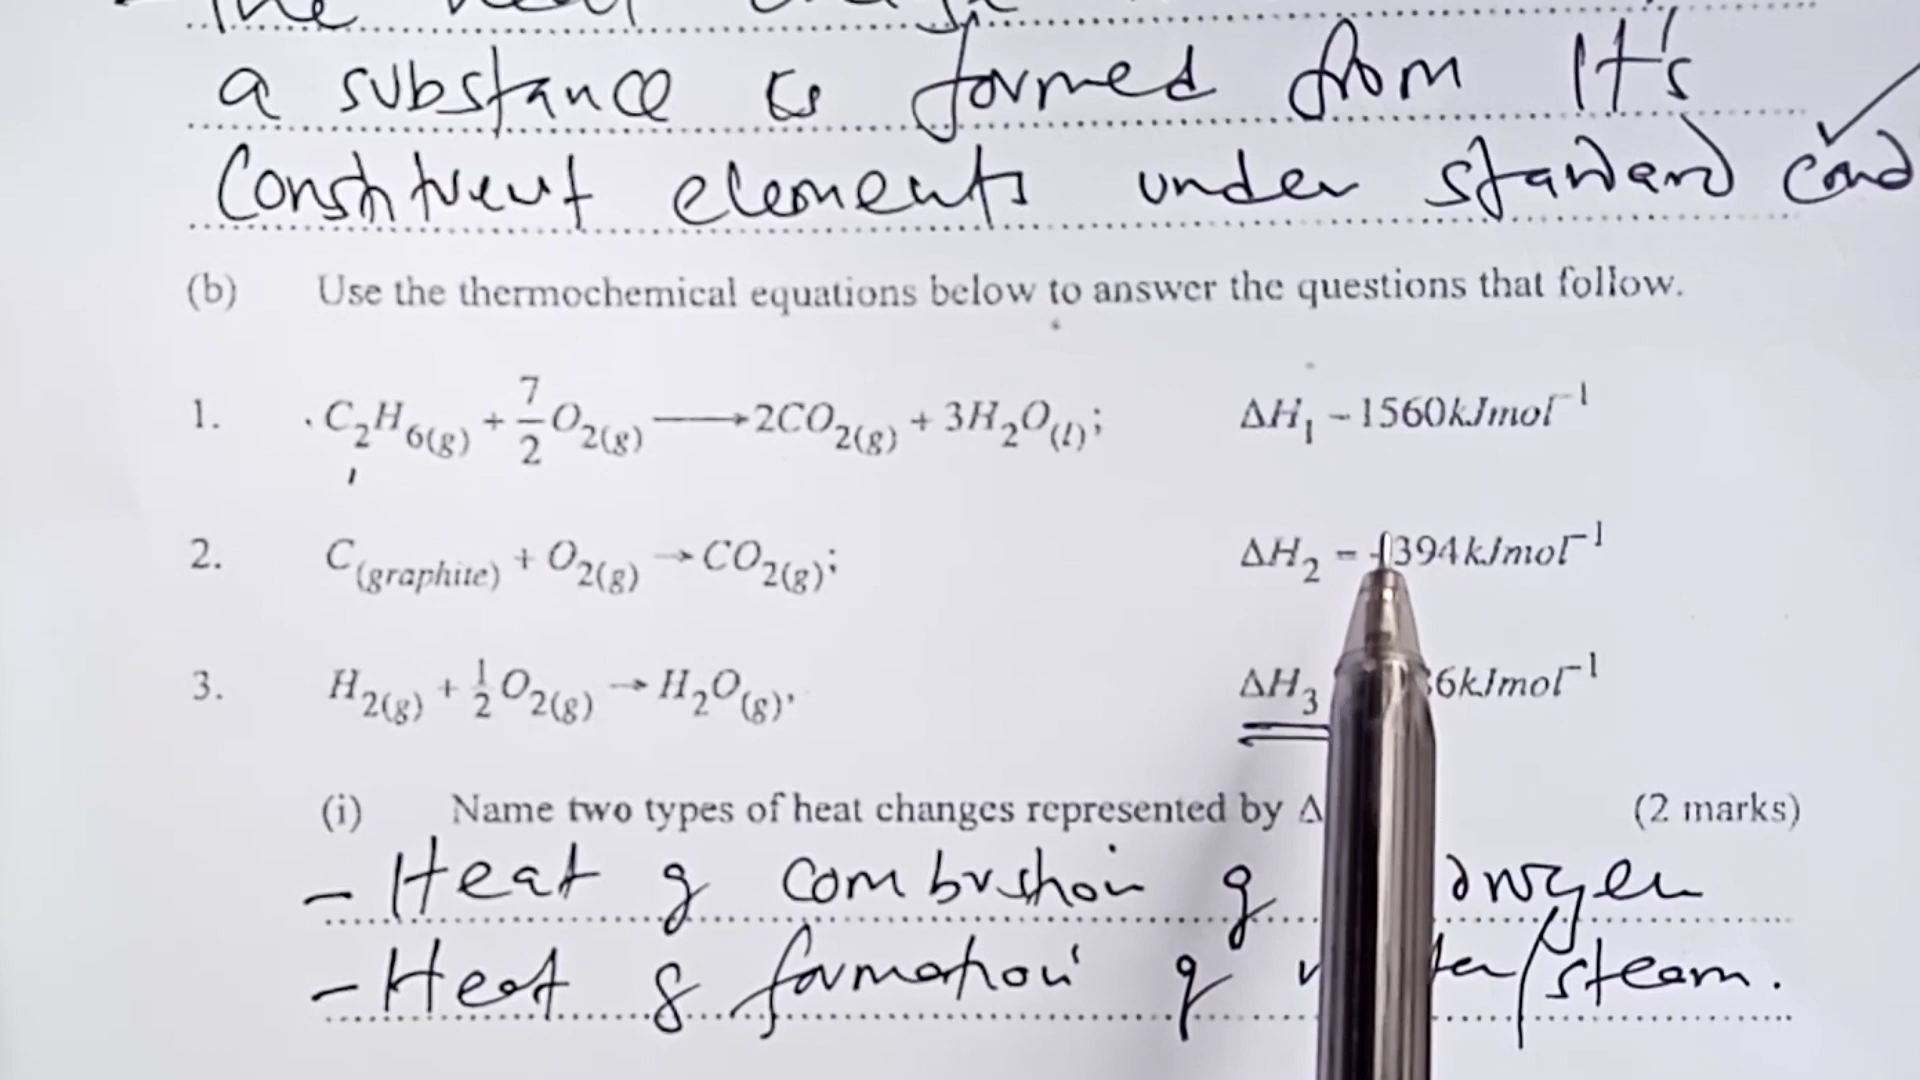 The heat
a substance is formed from It's
Constituent elements under standard cond
(b) Use the thermochemical equations below to answer the questions that follow.
1. C₂H₆(g) + 7/2 O₂(g) → 2CO₂(g) + 3H₂O(l); ΔH₁ -1560kJmol⁻¹
2. C(graphite) + O₂(g) → CO₂(g); ΔH₂ - 394kJmol⁻¹
3. H₂(g) + ½O₂(g) → H₂O(g). ΔH₃ 6kJmol⁻¹
(i) Name two types of heat changes represented by Δ (2 marks)
- Heat of combustion of
- Heat of formation of /steam.